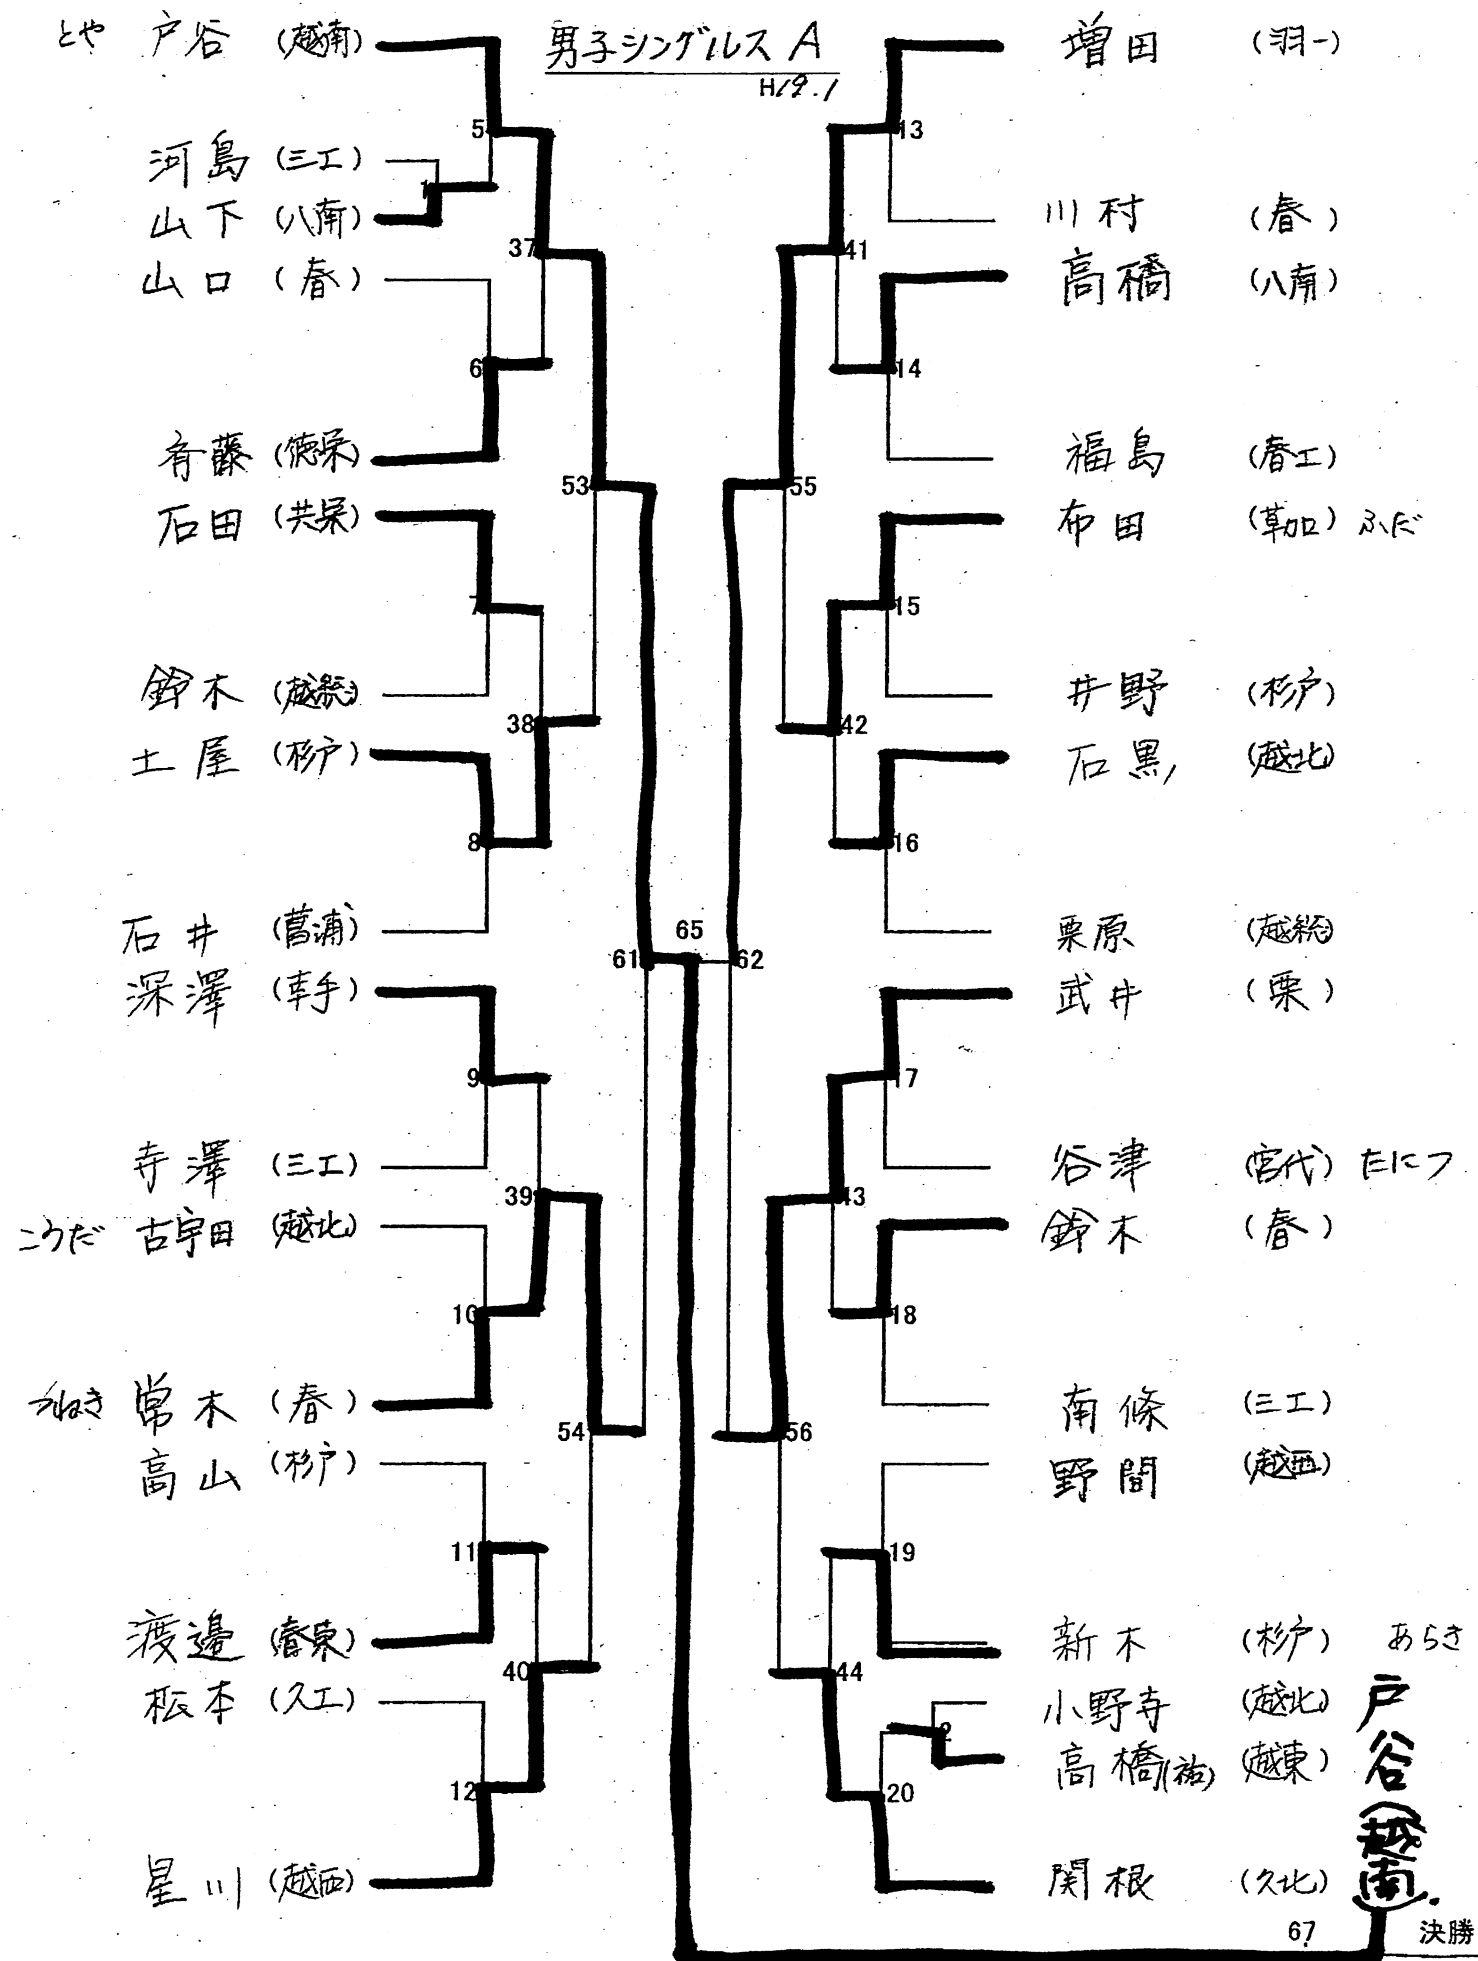 男子シングルス A
H19.1
とや 戸谷 (越南)
河島 (三工)
山下 (八南)
山口 (春)
斉藤 (徳栄)
石田 (共栄)
鈴木 (越総)
土屋 (杉戸)
石井 (菖蒲)
深澤 (幸手)
寺澤 (三工)
こうだ 古宇田 (越北)
つねき 常木 (春)
高山 (杉戸)
渡邉 (春東)
松本 (久工)
星川 (越西)
5
1
37
6
53
7
38
8
61
65
62
9
39
10
54
11
40
12
増田 (羽一)
川村 (春)
高橋 (八南)
福島 (春工)
布田 (草加) ふだ
井野 (杉戸)
石黒 (越北)
栗原 (越総)
武井 (栗)
谷津 (宮代) たにつ
鈴木 (春)
南條 (三工)
野間 (越西)
新木 (杉戸) あらき
小野寺 (越北)
高橋(祐) (越東)
関根 (久北)
13
41
14
55
15
42
16
17
43
18
56
19
44
2
20
戸谷(越南)
67
決勝